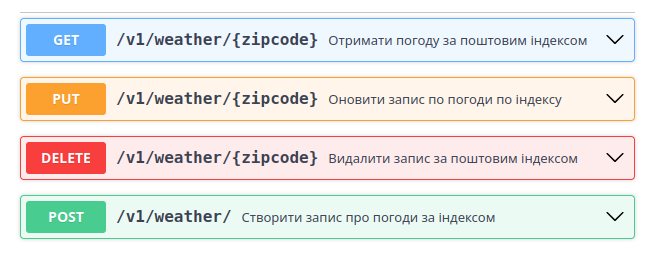 GET /v1/weather/{zipcode} Отримати погоду за поштовим індексом
PUT /v1/weather/{zipcode} Оновити запис по погоди по індексу
DELETE /v1/weather/{zipcode} Видалити запис за поштовим індексом
POST /v1/weather/ Створити запис про погоди за індексом